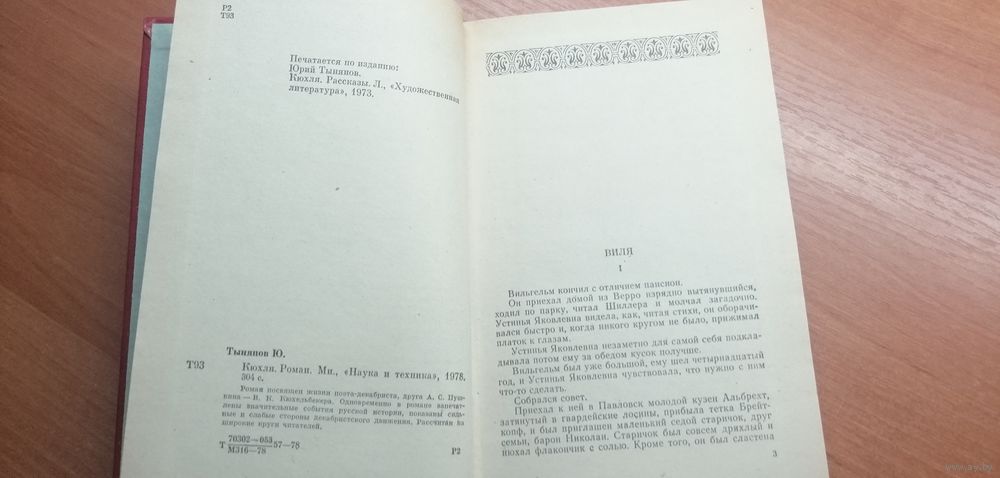 Р2
Т93
Печатается по изданию:
Юрий Тынянов.
Кюхля. Рассказы. Л., «Художественная
литература», 1973.
Тынянов Ю.
Т93 Кюхля. Роман. Мн., «Наука и техника», 1978.
304 с.
Роман посвящен жизни поэта-декабриста, друга А. С. Пуш-
кина — В. К. Кюхельбекера. Одновременно в романе запечат-
лены значительные события русской истории, показаны силь-
ные и слабые стороны декабристского движения. Рассчитан на
широкие круги читателей.
70302—053
Т 57—78
М316—78
Р2
ВИЛЯ
I
Вильгельм кончил с отличием пансион.
Он приехал домой из Верро изрядно вытянувшийся,
ходил по парку, читал Шиллера и молчал загадочно.
Устинья Яковлевна видела, как, читая стихи, он оборачи-
вался быстро и, когда никого кругом не было, прижимал
платок к глазам.
Устинья Яковлевна незаметно для самой себя подкла-
дывала потом ему за обедом кусок получше.
Вильгельм был уже большой, ему шел четырнадцатый
год, и Устинья Яковлевна чувствовала, что нужно с ним
что-то сделать.
Собрался совет.
Приехал к ней в Павловск молодой кузен Альбрехт,
затянутый в гвардейские лосины, прибыла тетка Брейт-
копф, и был приглашен маленький седой старичок, друг
семьи, барон Николаи. Старичок был совсем дряхлый и
нюхал флакончик с солью. Кроме того, он был сластена
3
www.ay.by